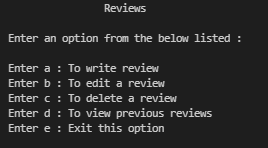 Reviews
Enter an option from the below listed :
Enter a : To write review
Enter b : To edit a review
Enter c : To delete a review
Enter d : To view previous reviews
Enter e : Exit this option